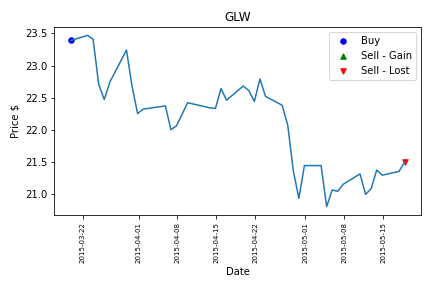 GLW
Buy
Sell - Gain
Sell - Lost
Price $
23.5
23.0
22.5
22.0
21.5
21.0
2015-03-22
2015-04-01
2015-04-08
2015-04-15
2015-04-22
2015-05-01
2015-05-08
2015-05-15
Date